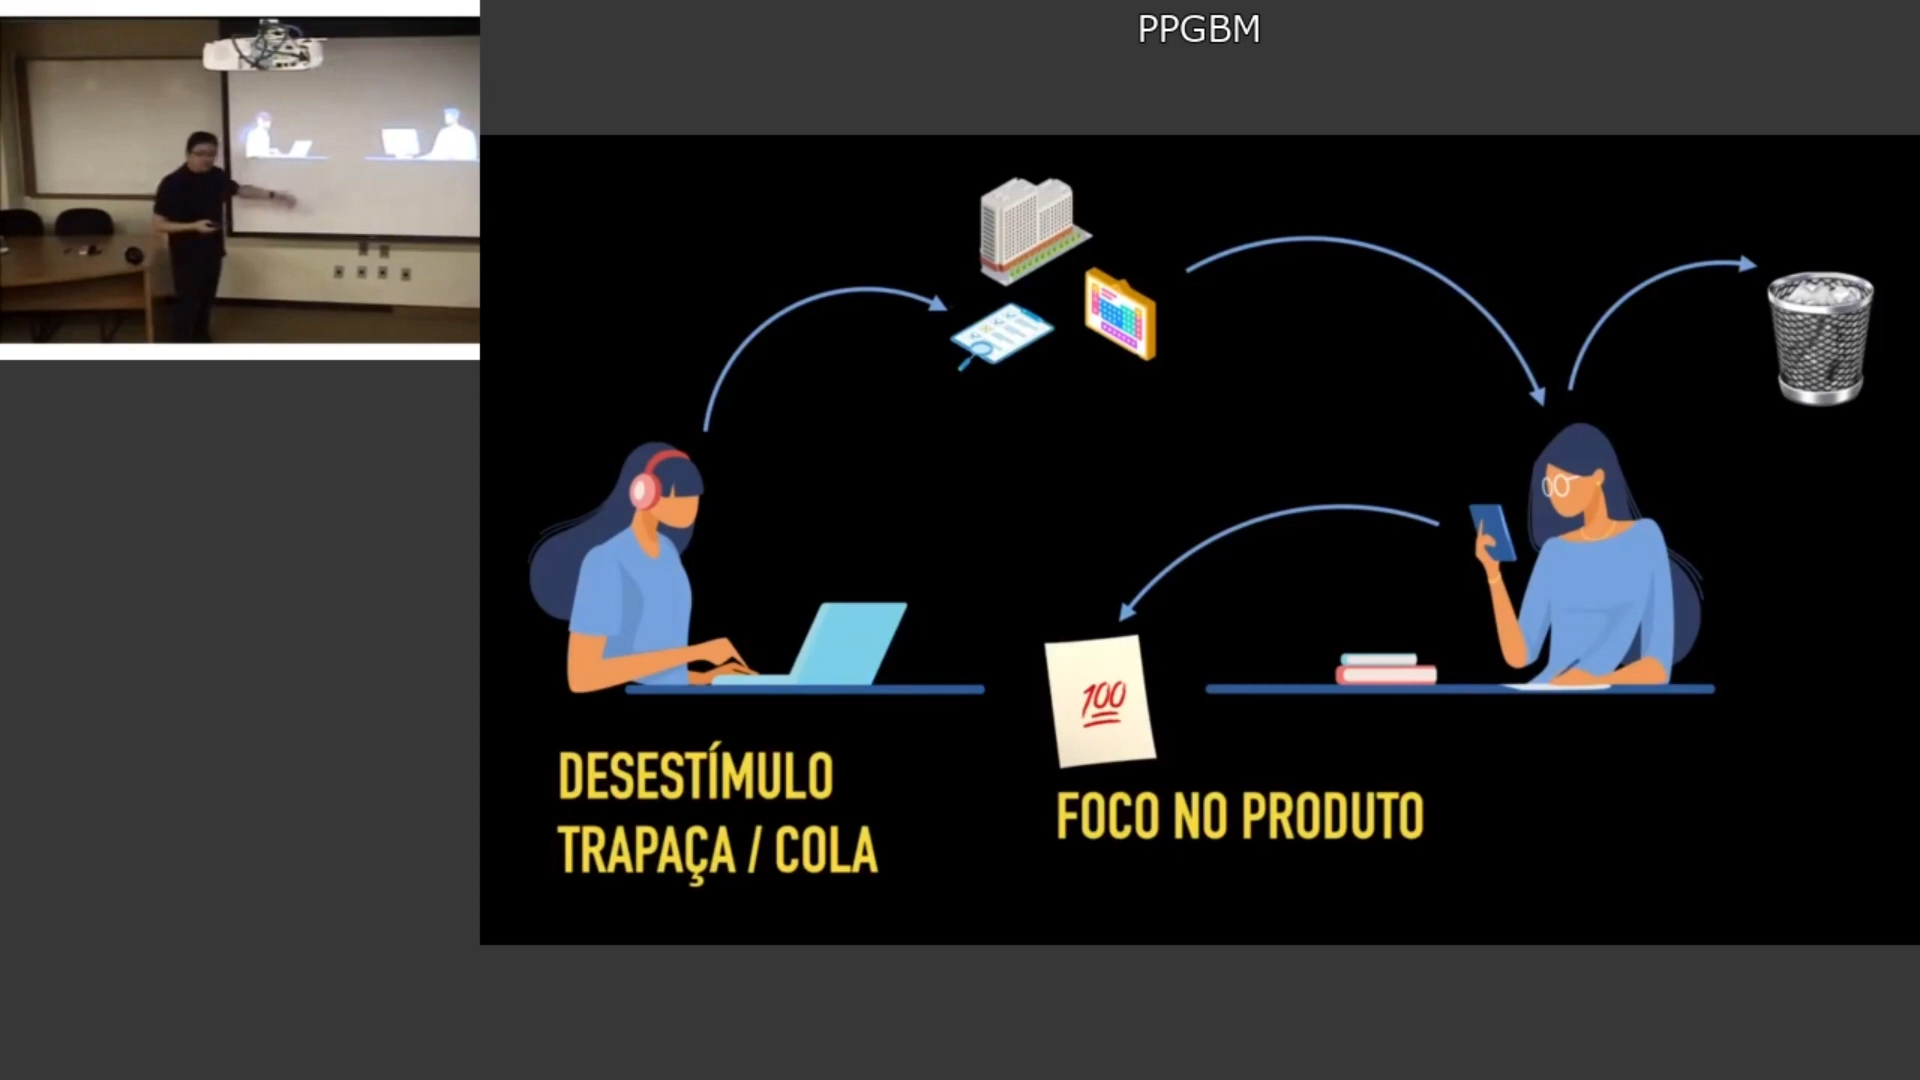 PPGBM
100
DESESTÍMULO
TRAPAÇA / COLA
FOCO NO PRODUTO